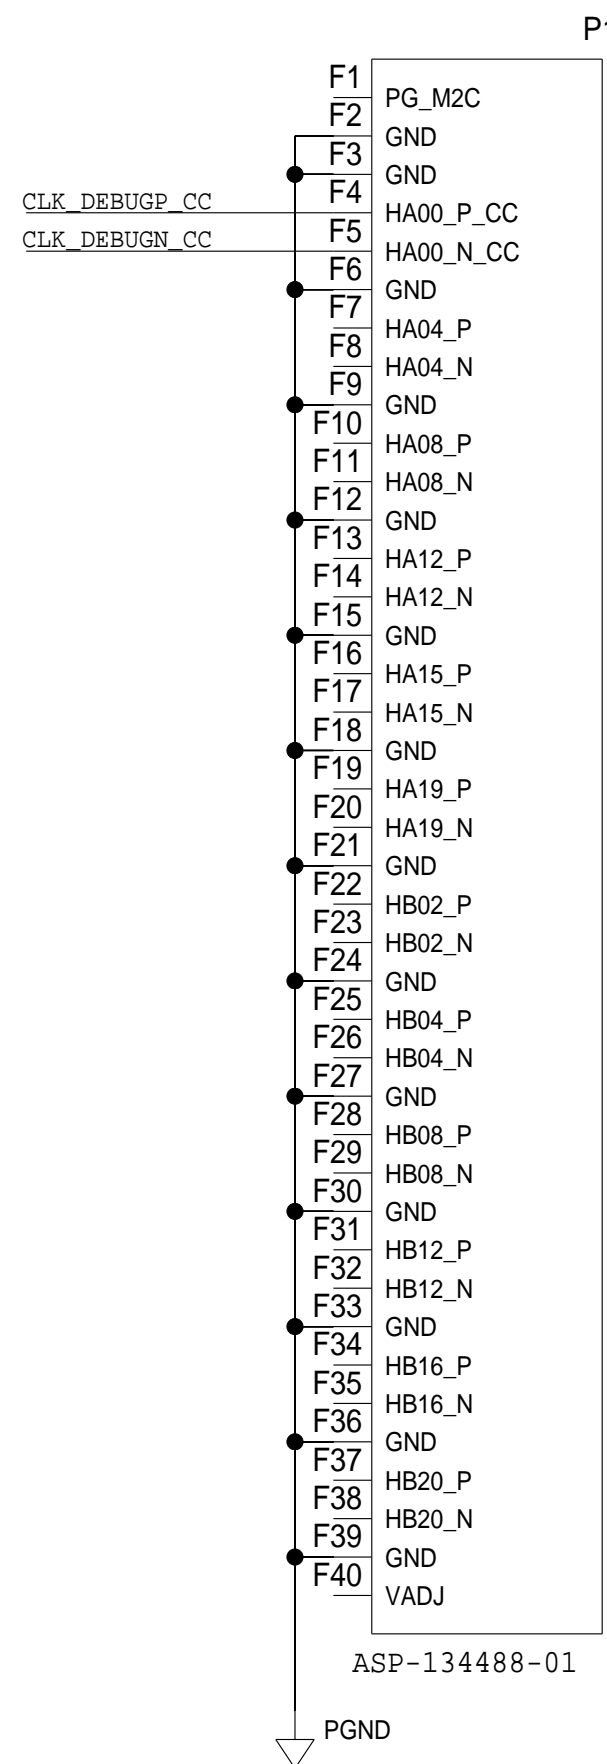 P1
F1 PG_M2C
F2 GND
F3 GND
CLK_DEBUGP_CC F4 HA00_P_CC
CLK_DEBUGN_CC F5 HA00_N_CC
F6 GND
F7 HA04_P
F8 HA04_N
F9 GND
F10 HA08_P
F11 HA08_N
F12 GND
F13 HA12_P
F14 HA12_N
F15 GND
F16 HA15_P
F17 HA15_N
F18 GND
F19 HA19_P
F20 HA19_N
F21 GND
F22 HB02_P
F23 HB02_N
F24 GND
F25 HB04_P
F26 HB04_N
F27 GND
F28 HB08_P
F29 HB08_N
F30 GND
F31 HB12_P
F32 HB12_N
F33 GND
F34 HB16_P
F35 HB16_N
F36 GND
F37 HB20_P
F38 HB20_N
F39 GND
F40 VADJ
ASP-134488-01
PGND